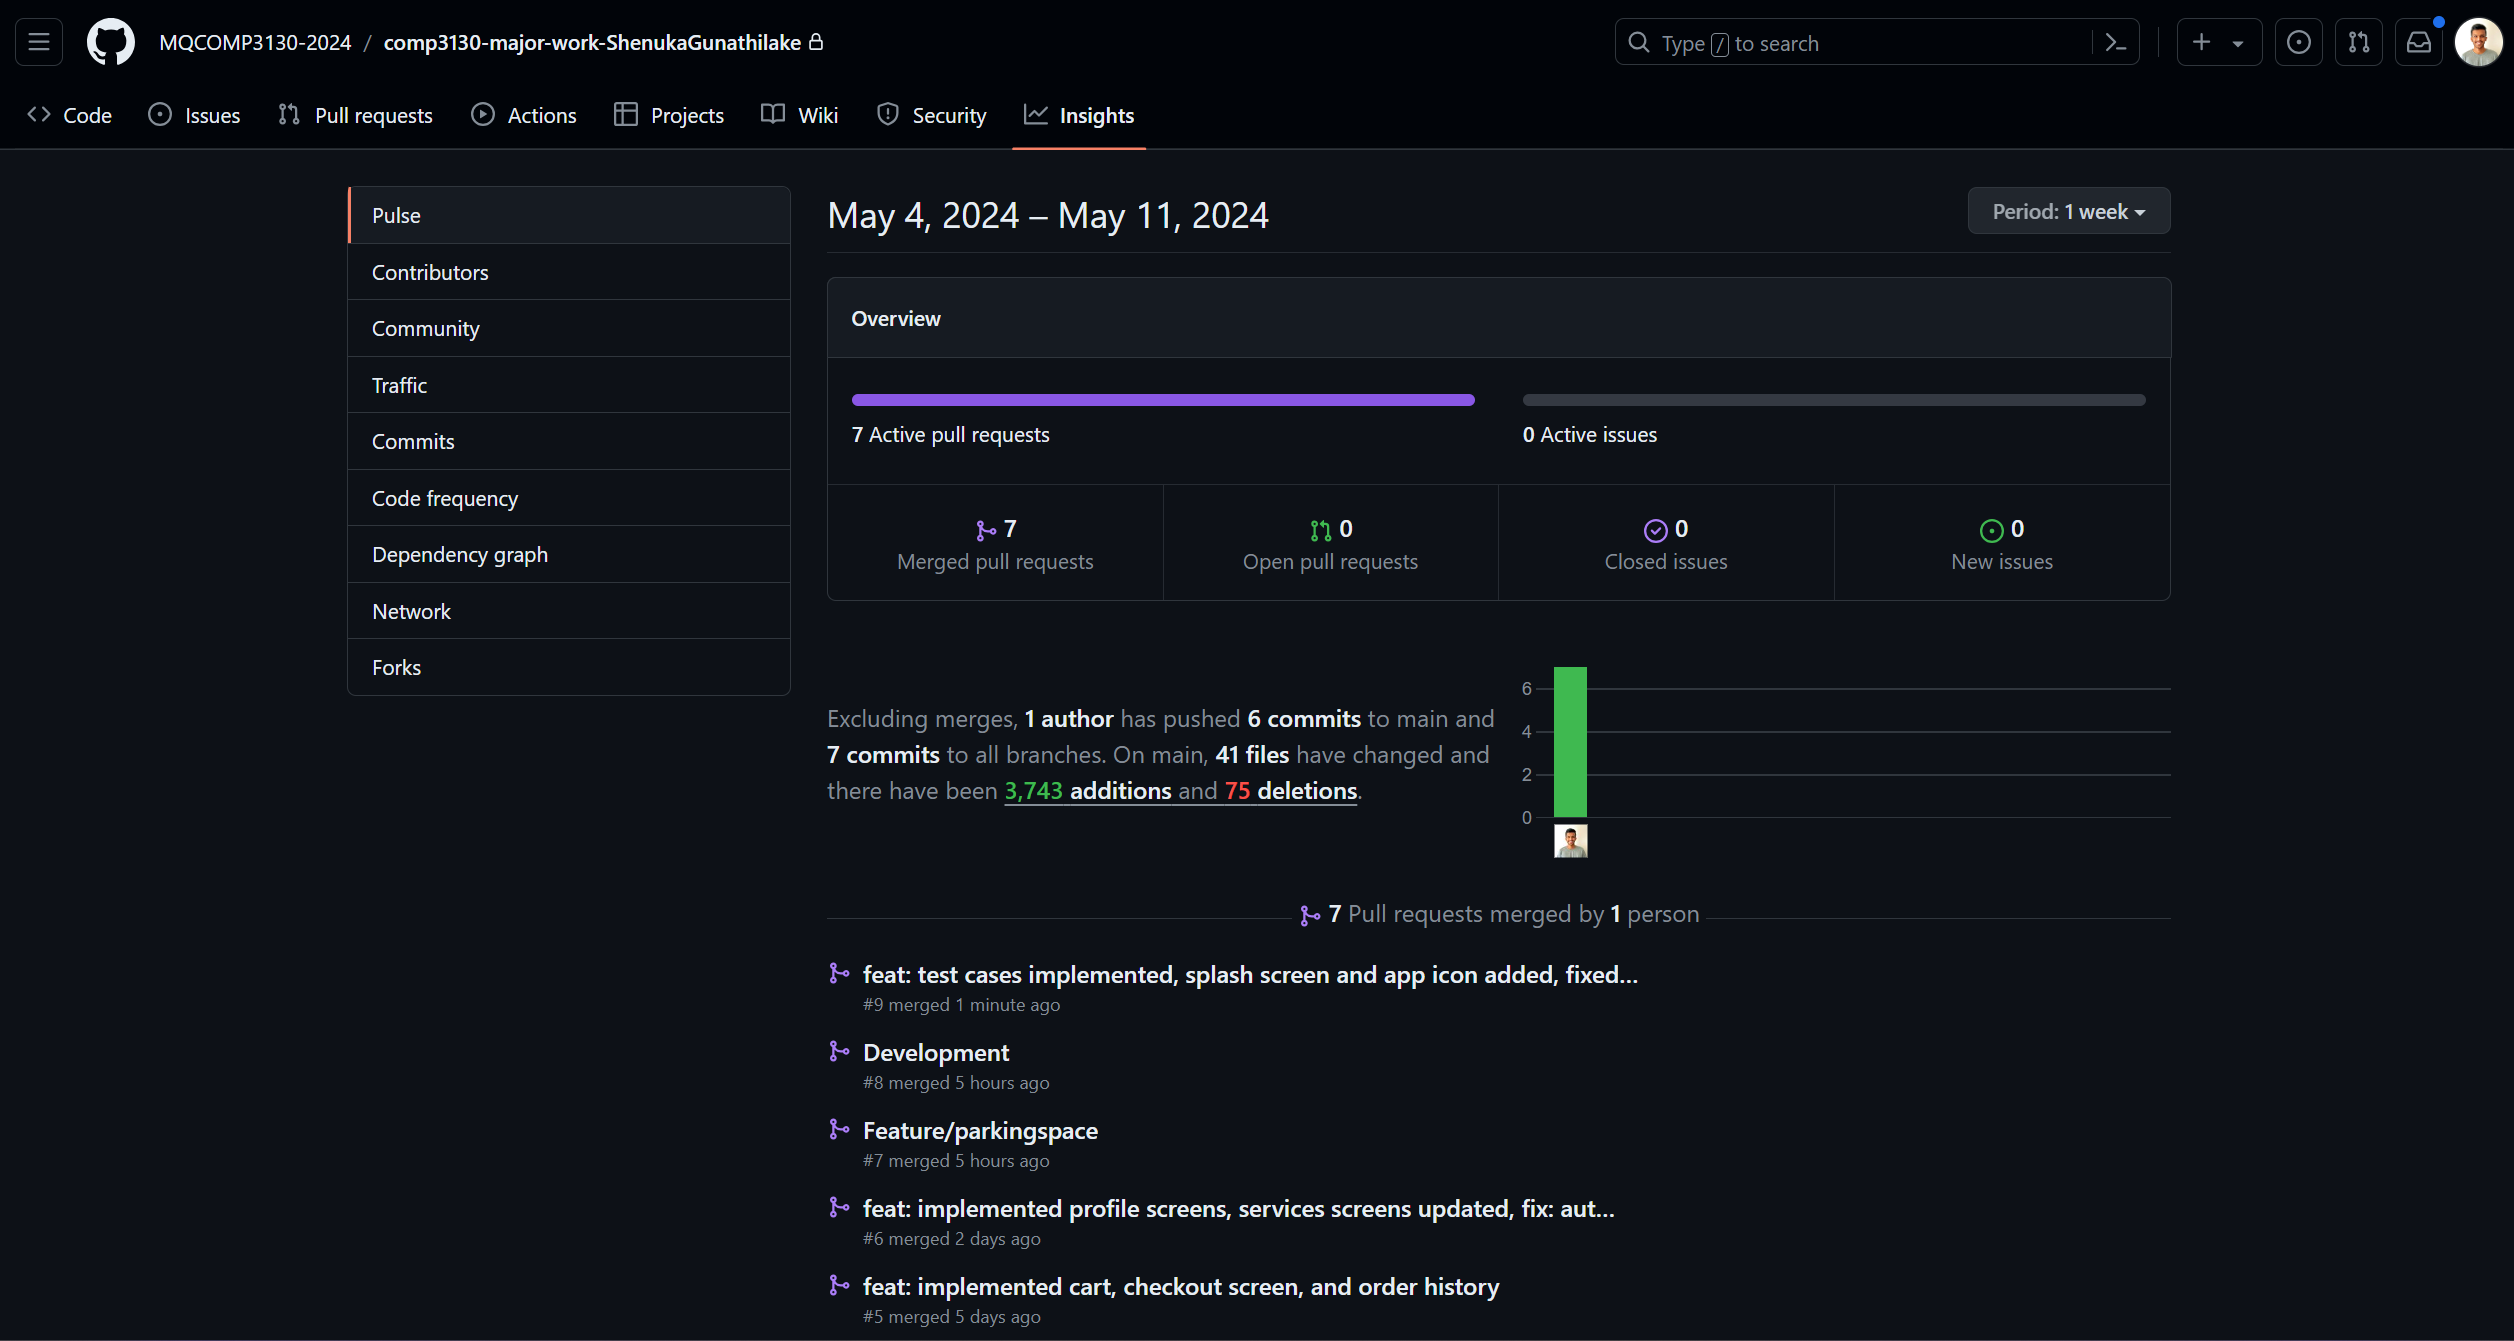 MQCOMP3130-2024 / comp3130-major-work-ShenukaGunathilake
Type / to search
Code Issues Pull requests Actions Projects Wiki Security Insights
Pulse
Contributors
Community
Traffic
Commits
Code frequency
Dependency graph
Network
Forks
May 4, 2024 – May 11, 2024
Period: 1 week
Overview
7 Active pull requests
0 Active issues
7
Merged pull requests
0
Open pull requests
0
Closed issues
0
New issues
Excluding merges, 1 author has pushed 6 commits to main and
7 commits to all branches. On main, 41 files have changed and
there have been 3,743 additions and 75 deletions.
6
4
2
0
7 Pull requests merged by 1 person
feat: test cases implemented, splash screen and app icon added, fixed…
#9 merged 1 minute ago
Development
#8 merged 5 hours ago
Feature/parkingspace
#7 merged 5 hours ago
feat: implemented profile screens, services screens updated, fix: aut…
#6 merged 2 days ago
feat: implemented cart, checkout screen, and order history
#5 merged 5 days ago